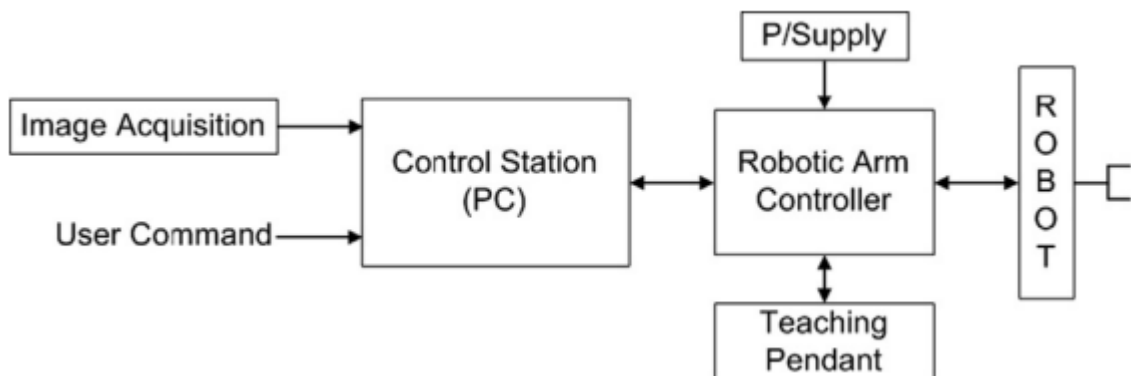 P/Supply
Image Acquisition
Control Station
(PC)
User Command
Robotic Arm
Controller
R
O
B
O
T
Teaching
Pendant